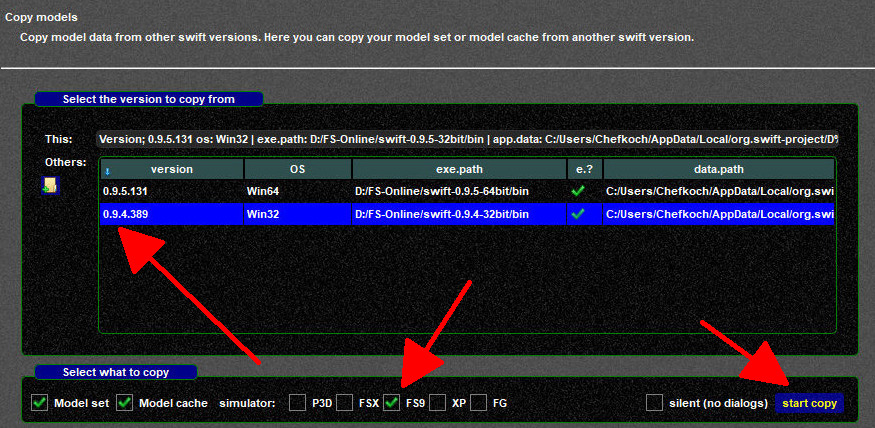 Copy models
Copy model data from other swift versions. Here you can copy your model set or model cache from another swift version.
Select the version to copy from
This: Version; 0.9.5.131 os: Win32 | exe.path: D:/FS-Online/swift-0.9.5-32bit/bin | app.data: C:/Users/Chefkoch/AppData/Local/org.swift-project/D%
Others:
version OS exe.path e.? data.path
0.9.5.131 Win64 D:/FS-Online/swift-0.9.5-64bit/bin C:/Users/Chefkoch/AppData/Local/org.swi
0.9.4.389 Win32 D:/FS-Online/swift-0.9.4-32bit/bin C:/Users/Chefkoch/AppData/Local/org.swi
Select what to copy
Model set Model cache simulator: P3D FSX FS9 XP FG silent (no dialogs) start copy